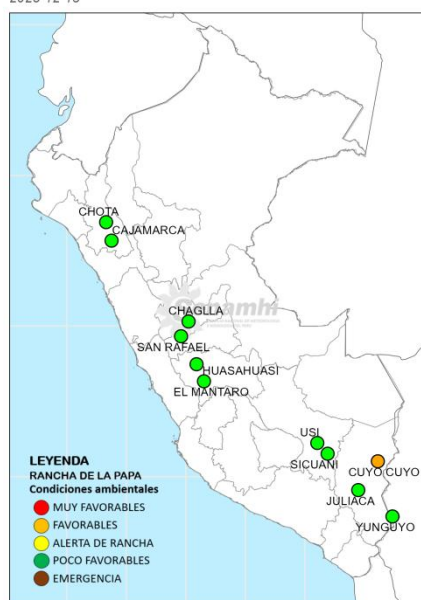 CHOTA
CAJAMARCA
Senamhi
CHAGLLA
SAN RAFAEL
HUASAHUASI
EL MANTARO
USI
SICUANI
CUYO CUYO
JULIACA
YUNGUYO
LEYENDA
RANCHA DE LA PAPA
Condiciones ambientales
MUY FAVORABLES
FAVORABLES
ALERTA DE RANCHA
POCO FAVORABLES
EMERGENCIA